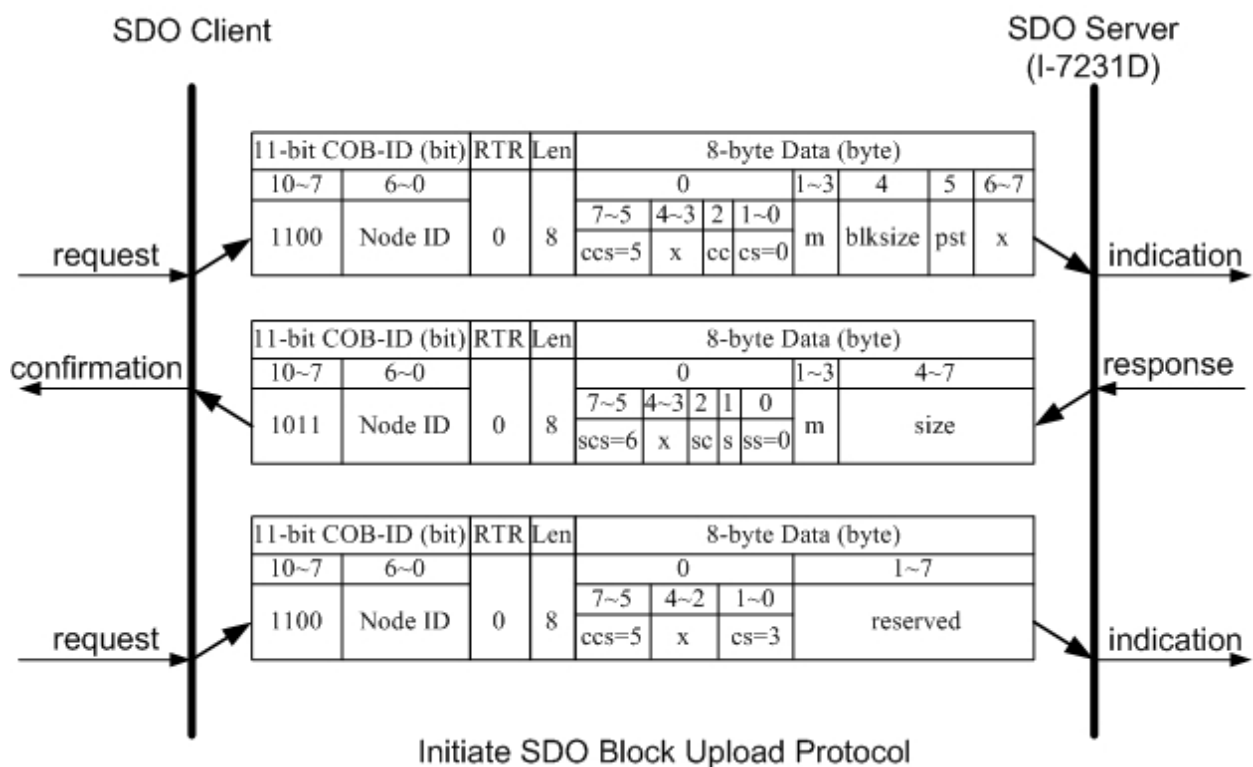 SDO Client
SDO Server
(I-7231D)
11-bit COB-ID (bit) RTR Len 8-byte Data (byte)
10~7 6~0 0 1~3 4 5 6~7
7~5 4~3 2 1~0
1100 Node ID 0 8 m blksize pst x
ccs=5 x cc cs=0
request
indication
11-bit COB-ID (bit) RTR Len 8-byte Data (byte)
confirmation
response
10~7 6~0 0 1~3 4~7
7~5 4~3 2 1 0
1011 Node ID 0 8 m size
scs=6 x sc s ss=0
11-bit COB-ID (bit) RTR Len 8-byte Data (byte)
10~7 6~0 0 1~7
7~5 4~2 1~0
1100 Node ID 0 8 reserved
ccs=5 x cs=3
request
indication
Initiate SDO Block Upload Protocol